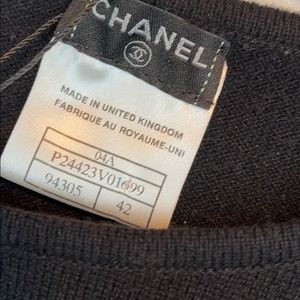 CHANEL
MADE IN UNITED KINGDOM
FABRIQUE AU ROYAUME-UNI
04A
P24423V01699
94305 42